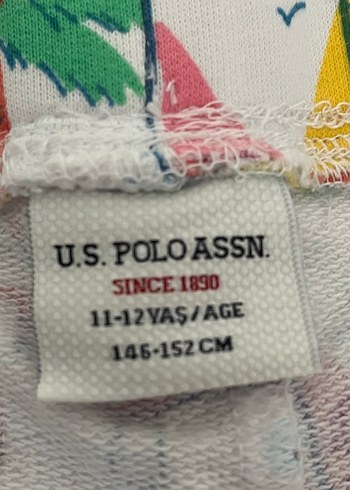 U.S. POLO ASSN.
SINCE 1890
11-12 YAŞ/AGE
146-152 CM